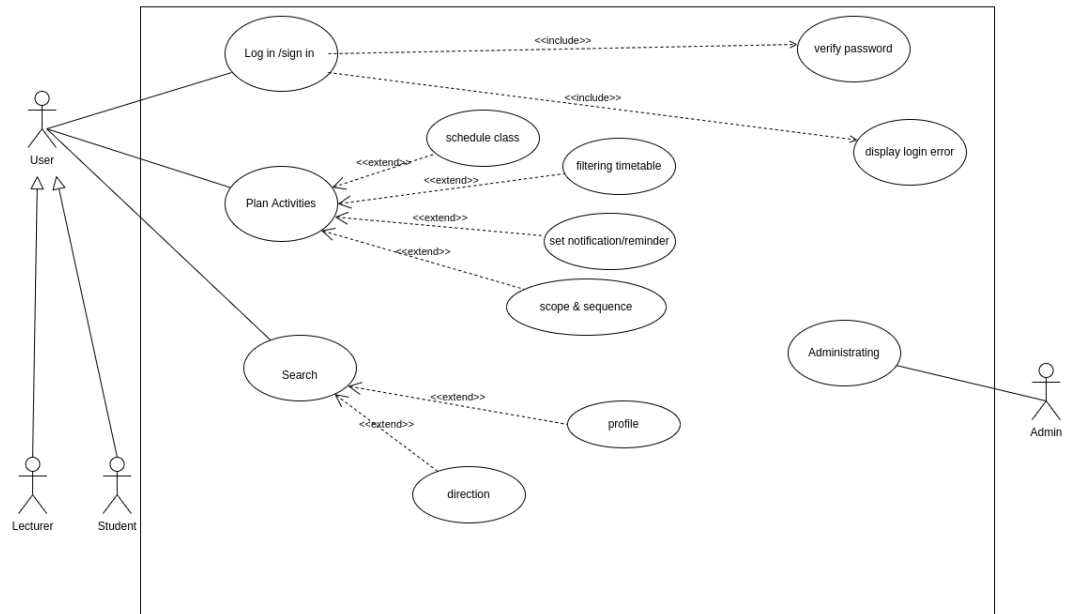 Log in /sign in
<<include>>
verify password
<<include>>
display login error
User
schedule class
<<extend>>
filtering timetable
<<extend>>
Plan Activities
<<extend>>
set notification/reminder
<<extend>>
scope & sequence
Administrating
Search
<<extend>>
profile
<<extend>>
Admin
direction
Lecturer
Student